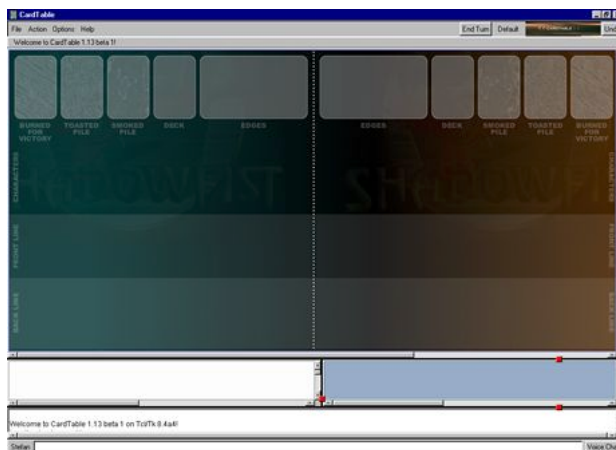 CardTable
File Action Options Help
End Turn Default
Welcome to CardTable 1.13 beta 1!
BURNED FOR VICTORY
TOASTED PILE
SMOKED PILE
DECK
EDGES
EDGES
DECK
SMOKED PILE
TOASTED PILE
BURNED FOR VICTORY
CHARACTERS
SHADOWFIST
SHADOWFIST
CHARACTERS
FRONT LINE
FRONT LINE
BACK LINE
BACK LINE
Welcome to CardTable 1.13 beta 1 on Tcl/Tk 8.4a4!
Stefan